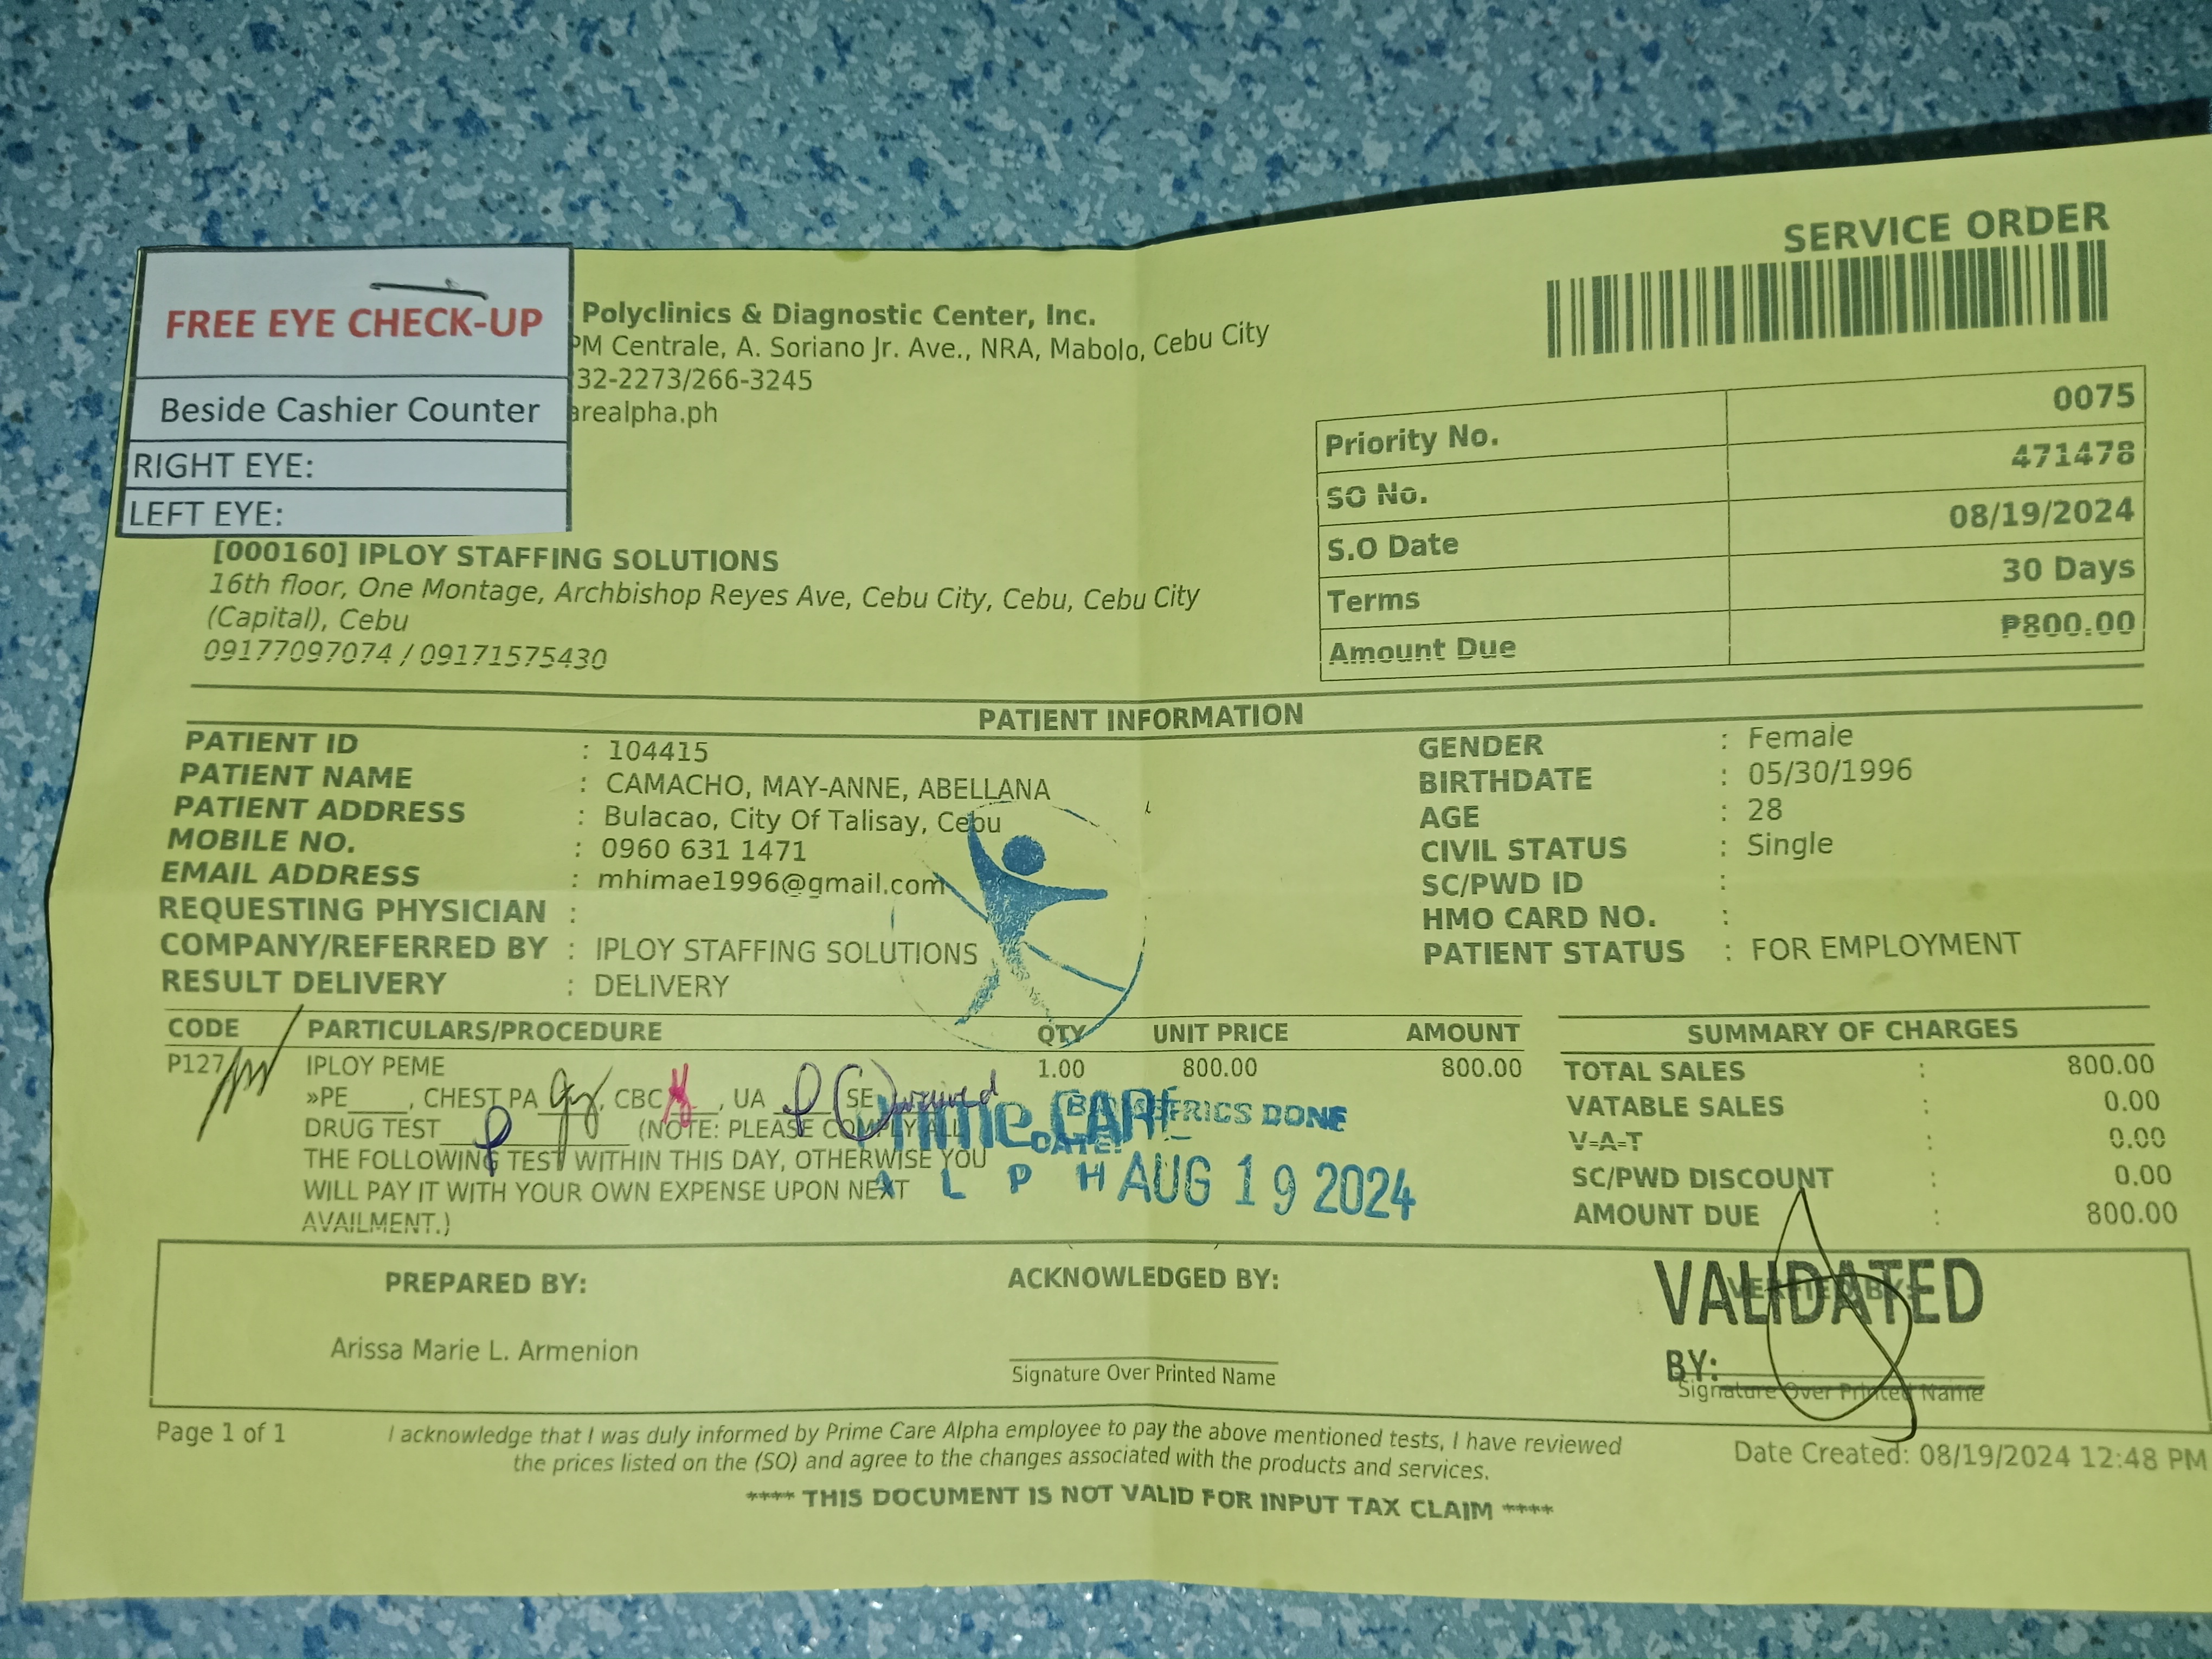 SERVICE ORDER
FREE EYE CHECK-UP
Beside Cashier Counter
RIGHT EYE:
LEFT EYE:
Polyclinics & Diagnostic Center, Inc.
PM Centrale, A. Soriano Jr. Ave., NRA, Mabolo, Cebu City
32-2273/266-3245
arealpha.ph
Priority No. 0075
SO No. 471478
S.O Date 08/19/2024
Terms 30 Days
Amount Due ₱800.00
[000160] IPLOY STAFFING SOLUTIONS
16th floor, One Montage, Archbishop Reyes Ave, Cebu City, Cebu, Cebu City
(Capital), Cebu
09177097074 / 09171575430
PATIENT INFORMATION
PATIENT ID : 104415
PATIENT NAME : CAMACHO, MAY-ANNE, ABELLANA
PATIENT ADDRESS : Bulacao, City Of Talisay, Cebu
MOBILE NO. : 0960 631 1471
EMAIL ADDRESS : mhimae1996@gmail.com
REQUESTING PHYSICIAN :
COMPANY/REFERRED BY : IPLOY STAFFING SOLUTIONS
RESULT DELIVERY : DELIVERY
GENDER : Female
BIRTHDATE : 05/30/1996
AGE : 28
CIVIL STATUS : Single
SC/PWD ID :
HMO CARD NO. :
PATIENT STATUS : FOR EMPLOYMENT
CODE PARTICULARS/PROCEDURE QTY UNIT PRICE AMOUNT
P127 IPLOY PEME 1.00 800.00 800.00
»PE____, CHEST PA____, CBC____, UA____ SE
DRUG TEST____________ (NOTE: PLEASE COMPLY ALL
THE FOLLOWING TEST WITHIN THIS DAY, OTHERWISE YOU
WILL PAY IT WITH YOUR OWN EXPENSE UPON NEXT
AVAILMENT.)
Prime CARE
A L P H
BIOMETRICS DONE
DATE:
AUG 19 2024
SUMMARY OF CHARGES
TOTAL SALES : 800.00
VATABLE SALES : 0.00
V-A-T : 0.00
SC/PWD DISCOUNT : 0.00
AMOUNT DUE : 800.00
PREPARED BY:
Arissa Marie L. Armenion
ACKNOWLEDGED BY:
Signature Over Printed Name
VERIFIED BY:
VALIDATED
BY:
Signature Over Printed Name
Page 1 of 1
I acknowledge that I was duly informed by Prime Care Alpha employee to pay the above mentioned tests, I have reviewed
the prices listed on the (SO) and agree to the changes associated with the products and services.
Date Created: 08/19/2024 12:48 PM
**** THIS DOCUMENT IS NOT VALID FOR INPUT TAX CLAIM ****